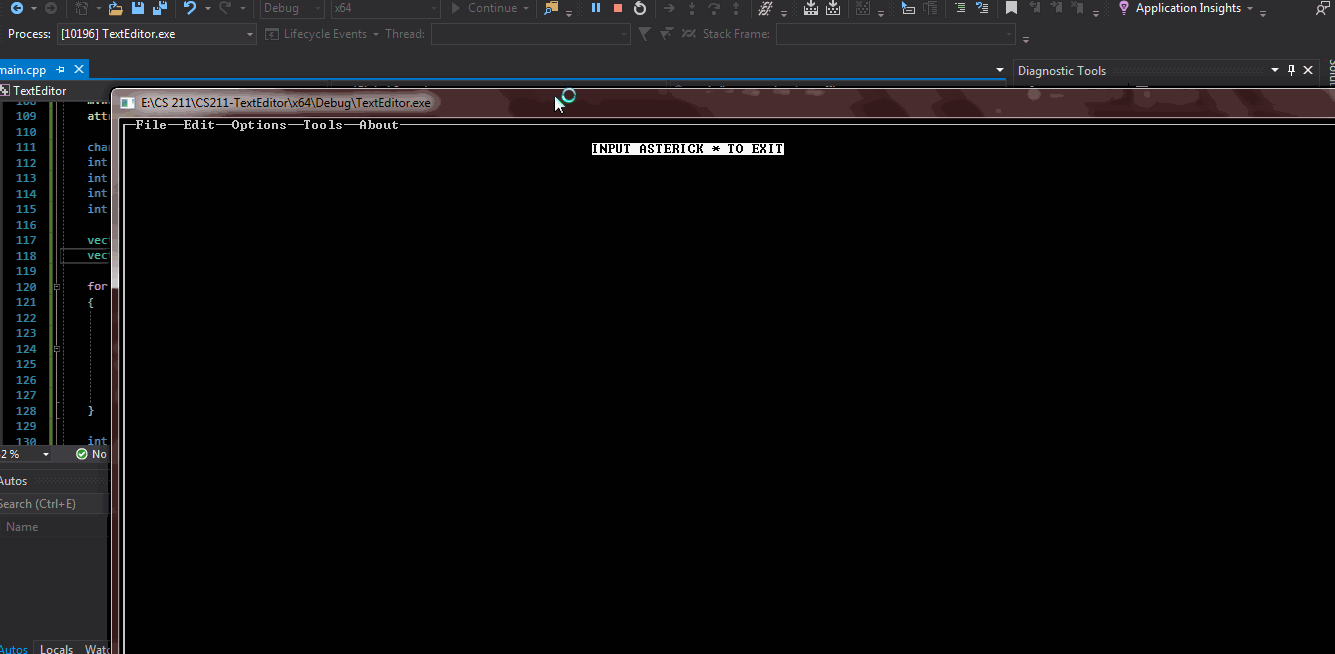 Debug x64 Continue Application Insights
Process: [10196] TextEditor.exe Lifecycle Events Thread: Stack Frame:
main.cpp Diagnostic Tools
TextEditor
E:\CS 211\CS211-TextEditor\x64\Debug\TextEditor.exe
File Edit Options Tools About
INPUT ASTERICK * TO EXIT
109 attr
110
111 char
112 int
113 int
114 int
115 int
116
117 vect
118 vect
119
120 for
121 {
122
123
124
125
126
127
128 }
129
130 int
2 % No
Autos
Search (Ctrl+E)
Name
Autos Locals Watc